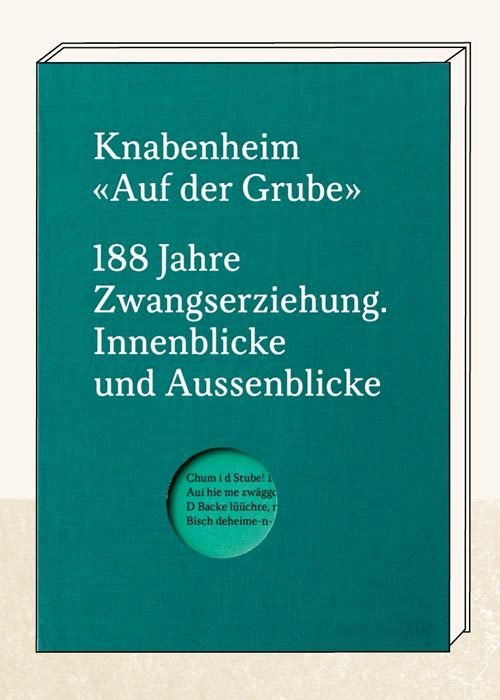 Knabenheim
«Auf der Grube»
188 Jahre
Zwangserziehung.
Innenblicke
und Aussenblicke
Chum i d Stube!
Aui hie me zwägg
D Backe lüüchte,
Bisch deheime-n-